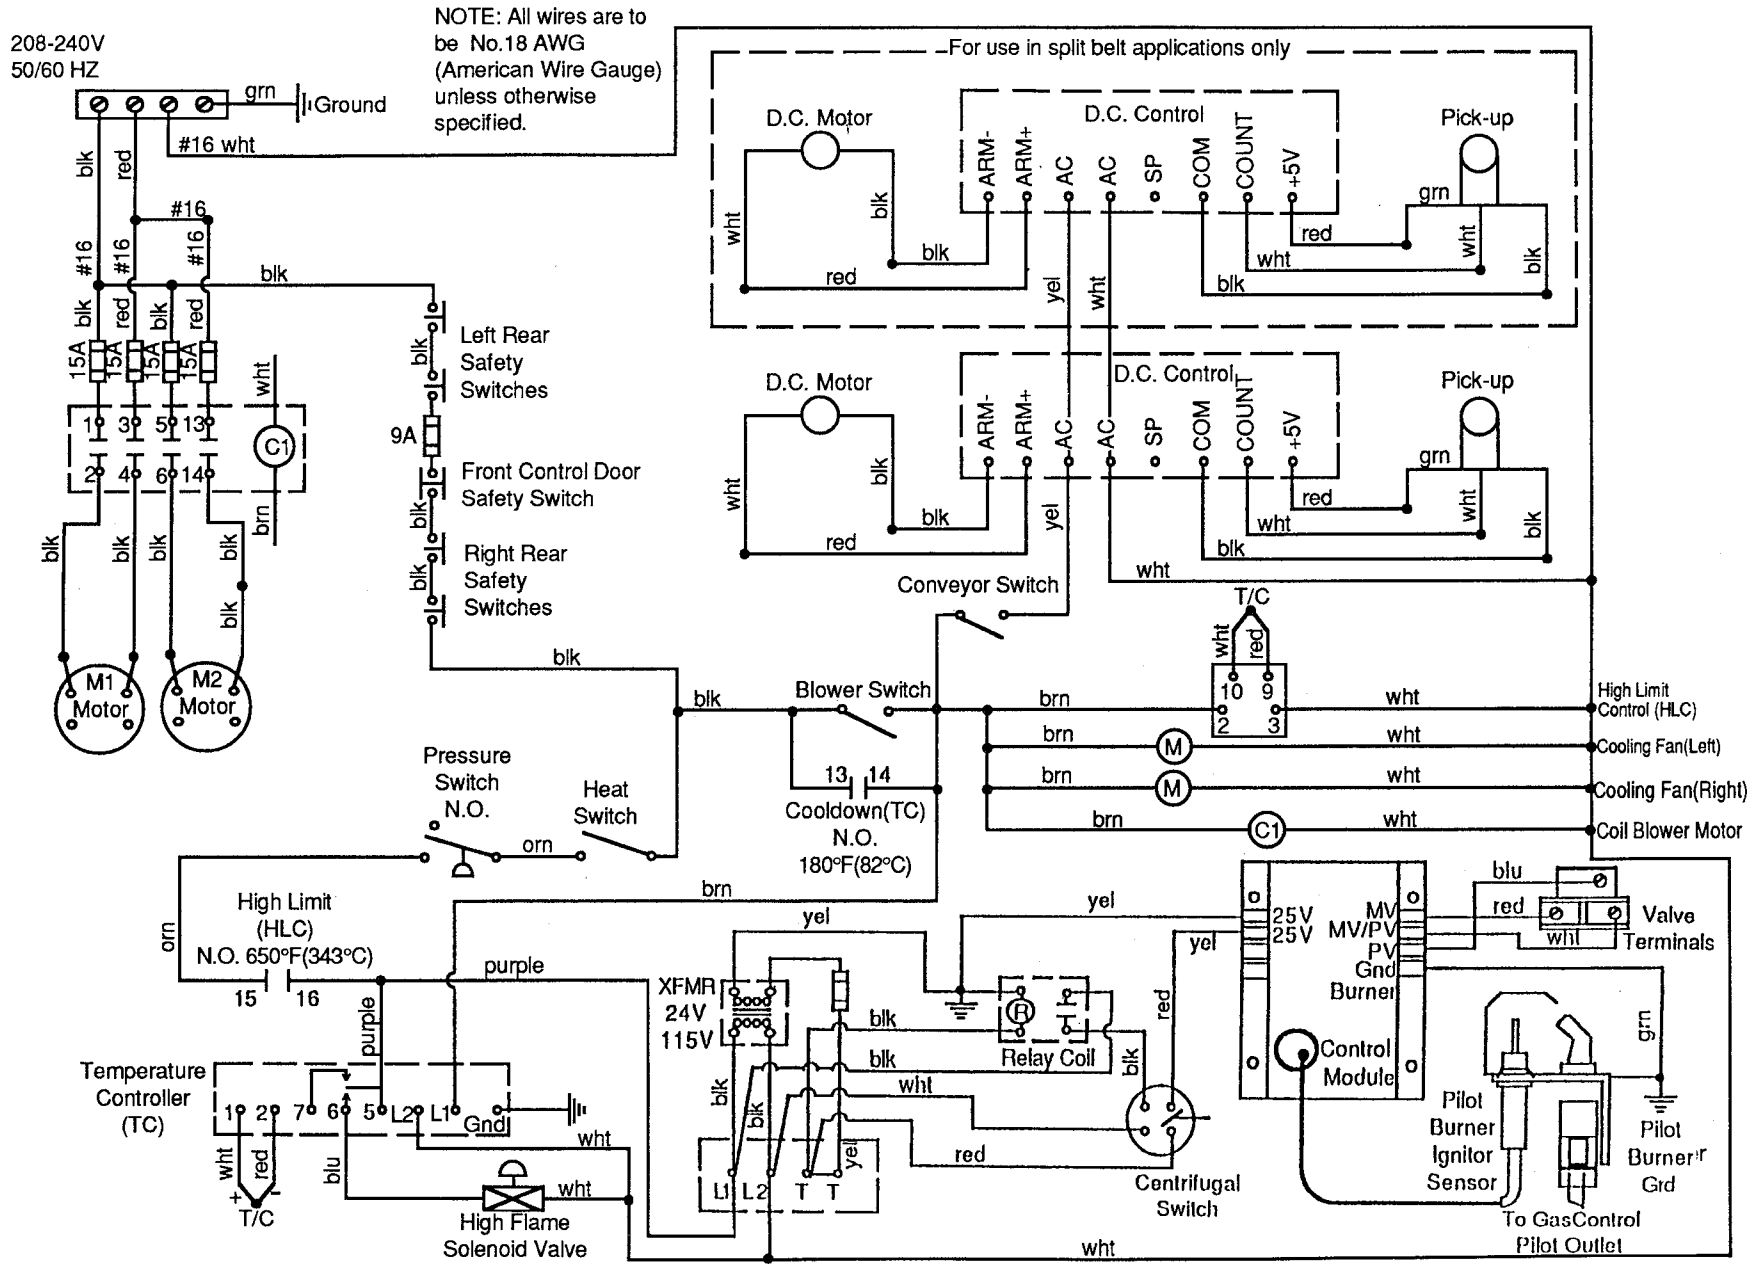 208-240V
50/60 HZ
NOTE: All wires are to
be No.18 AWG
(American Wire Gauge)
unless otherwise
specified.
grn
Ground
#16 wht
blk
red
#16
#16
#16
#16
blk
red
blk
red
blk
15A
15A
15A
15A
wht
1
3
5
13
C1
2
4
6
14
brn
blk
blk
blk
blk
blk
M1
Motor
M2
Motor
Left Rear
Safety
Switches
blk
9A
Front Control Door
Safety Switch
blk
Right Rear
Safety
Switches
blk
blk
For use in split belt applications only
D.C. Motor
D.C. Control
Pick-up
ARM-
ARM+
AC
AC
SP
COM
COUNT
+5V
grn
wht
blk
blk
red
yel
wht
red
wht
blk
wht
blk
D.C. Motor
D.C. Control
Pick-up
ARM-
ARM+
AC
AC
SP
COM
COUNT
+5V
grn
wht
blk
blk
red
yel
red
wht
blk
wht
blk
wht
Conveyor Switch
T/C
wht
red
10
9
2
3
blk
Blower Switch
brn
wht
High Limit
Control (HLC)
brn
M
wht
Cooling Fan(Left)
brn
M
wht
Cooling Fan(Right)
brn
C1
wht
Coil Blower Motor
13
14
Cooldown(TC)
N.O.
180°F(82°C)
Pressure
Switch
N.O.
Heat
Switch
orn
orn
brn
High Limit
(HLC)
N.O. 650°F(343°C)
15
16
purple
purple
yel
yel
yel
XFMR
24V
115V
blk
blk
wht
red
Relay Coil
R
blk
red
Centrifugal
Switch
blk
blk
yel
L1
L2
T
T
Temperature
Controller
(TC)
1
2
7
6
5
L2
L1
Gnd
wht
red
+
-
T/C
blu
wht
wht
High Flame
Solenoid Valve
wht
25V
25V
MV
MV/PV
PV
Gnd
Burner
Control
Module
blu
red
wht
Valve
Terminals
grn
Pilot
Burner
Ignitor
Sensor
Pilot
Burner
Grd
To GasControl
Pilot Outlet